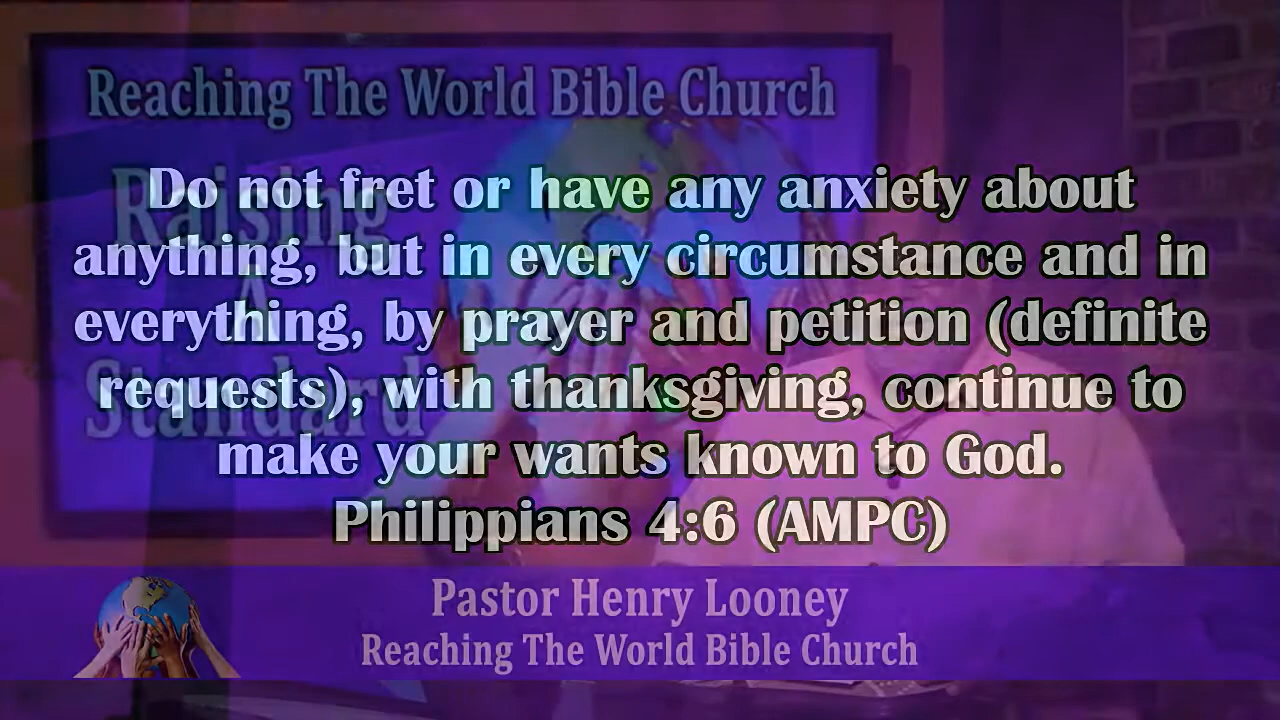 Reaching The World Bible Church
Raising
A
Standard
Do not fret or have any anxiety about
anything, but in every circumstance and in
everything, by prayer and petition (definite
requests), with thanksgiving, continue to
make your wants known to God.
Philippians 4:6 (AMPC)
Pastor Henry Looney
Reaching The World Bible Church